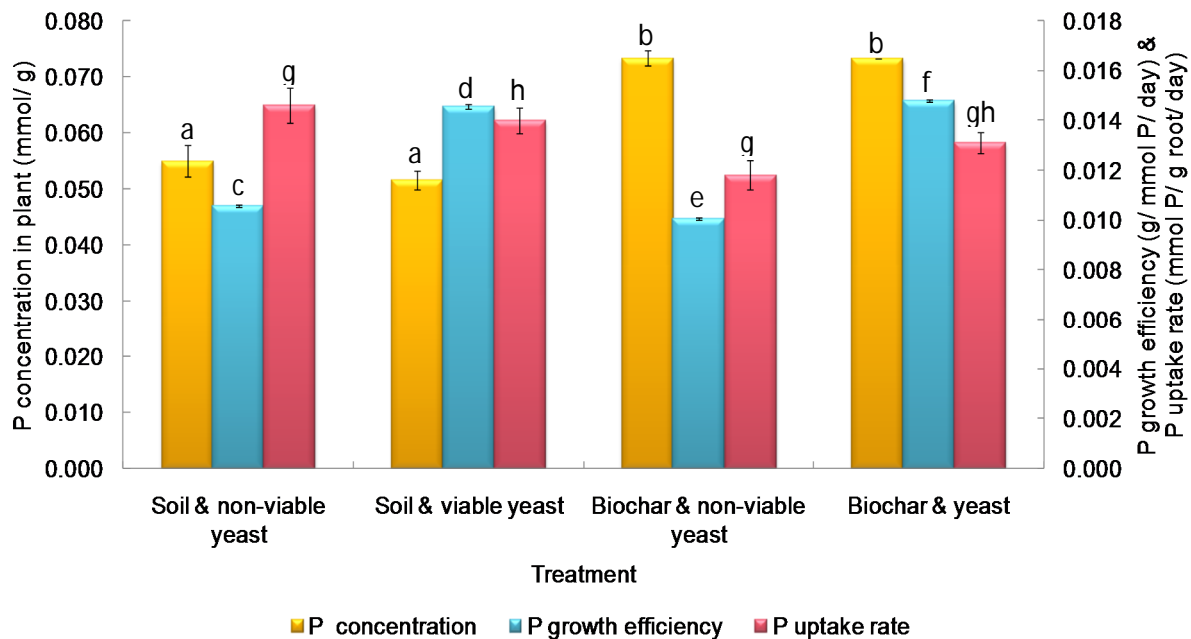 P concentration in plant (mmol/ g)
0.080
0.070
0.060
0.050
0.040
0.030
0.020
0.010
0.000
a
c
g
a
d
h
b
e
g
b
f
gh
0.018
0.016
0.014
0.012
0.010
0.008
0.006
0.004
0.002
0.000
P growth efficiency (g/ mmol P/ day) &
P uptake rate (mmol P/ g root/ day)
Soil & non-viable
yeast
Soil & viable yeast
Biochar & non-viable
yeast
Biochar & yeast
Treatment
P concentration
P growth efficiency
P uptake rate